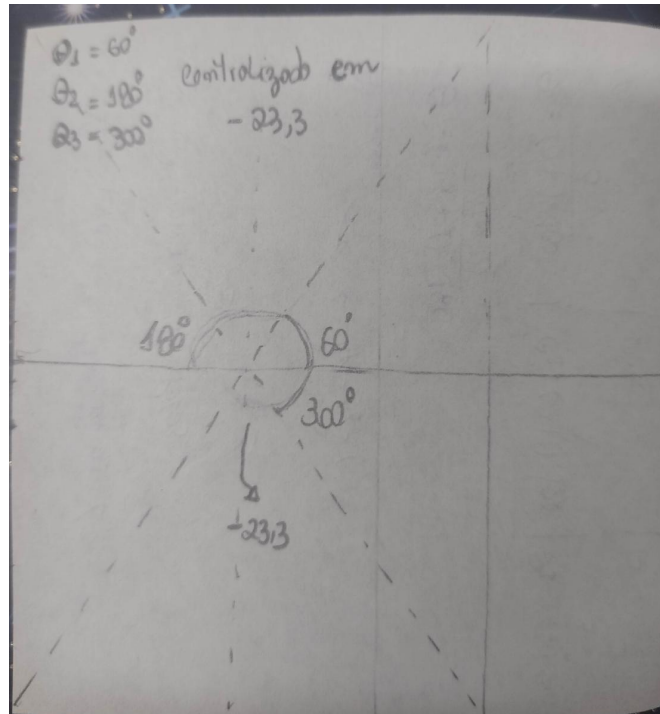 θ1 = 60°
θ2 = 180°
θ3 = 300°
Centralizado em
- 23,3
180°
60°
300°
-23,3